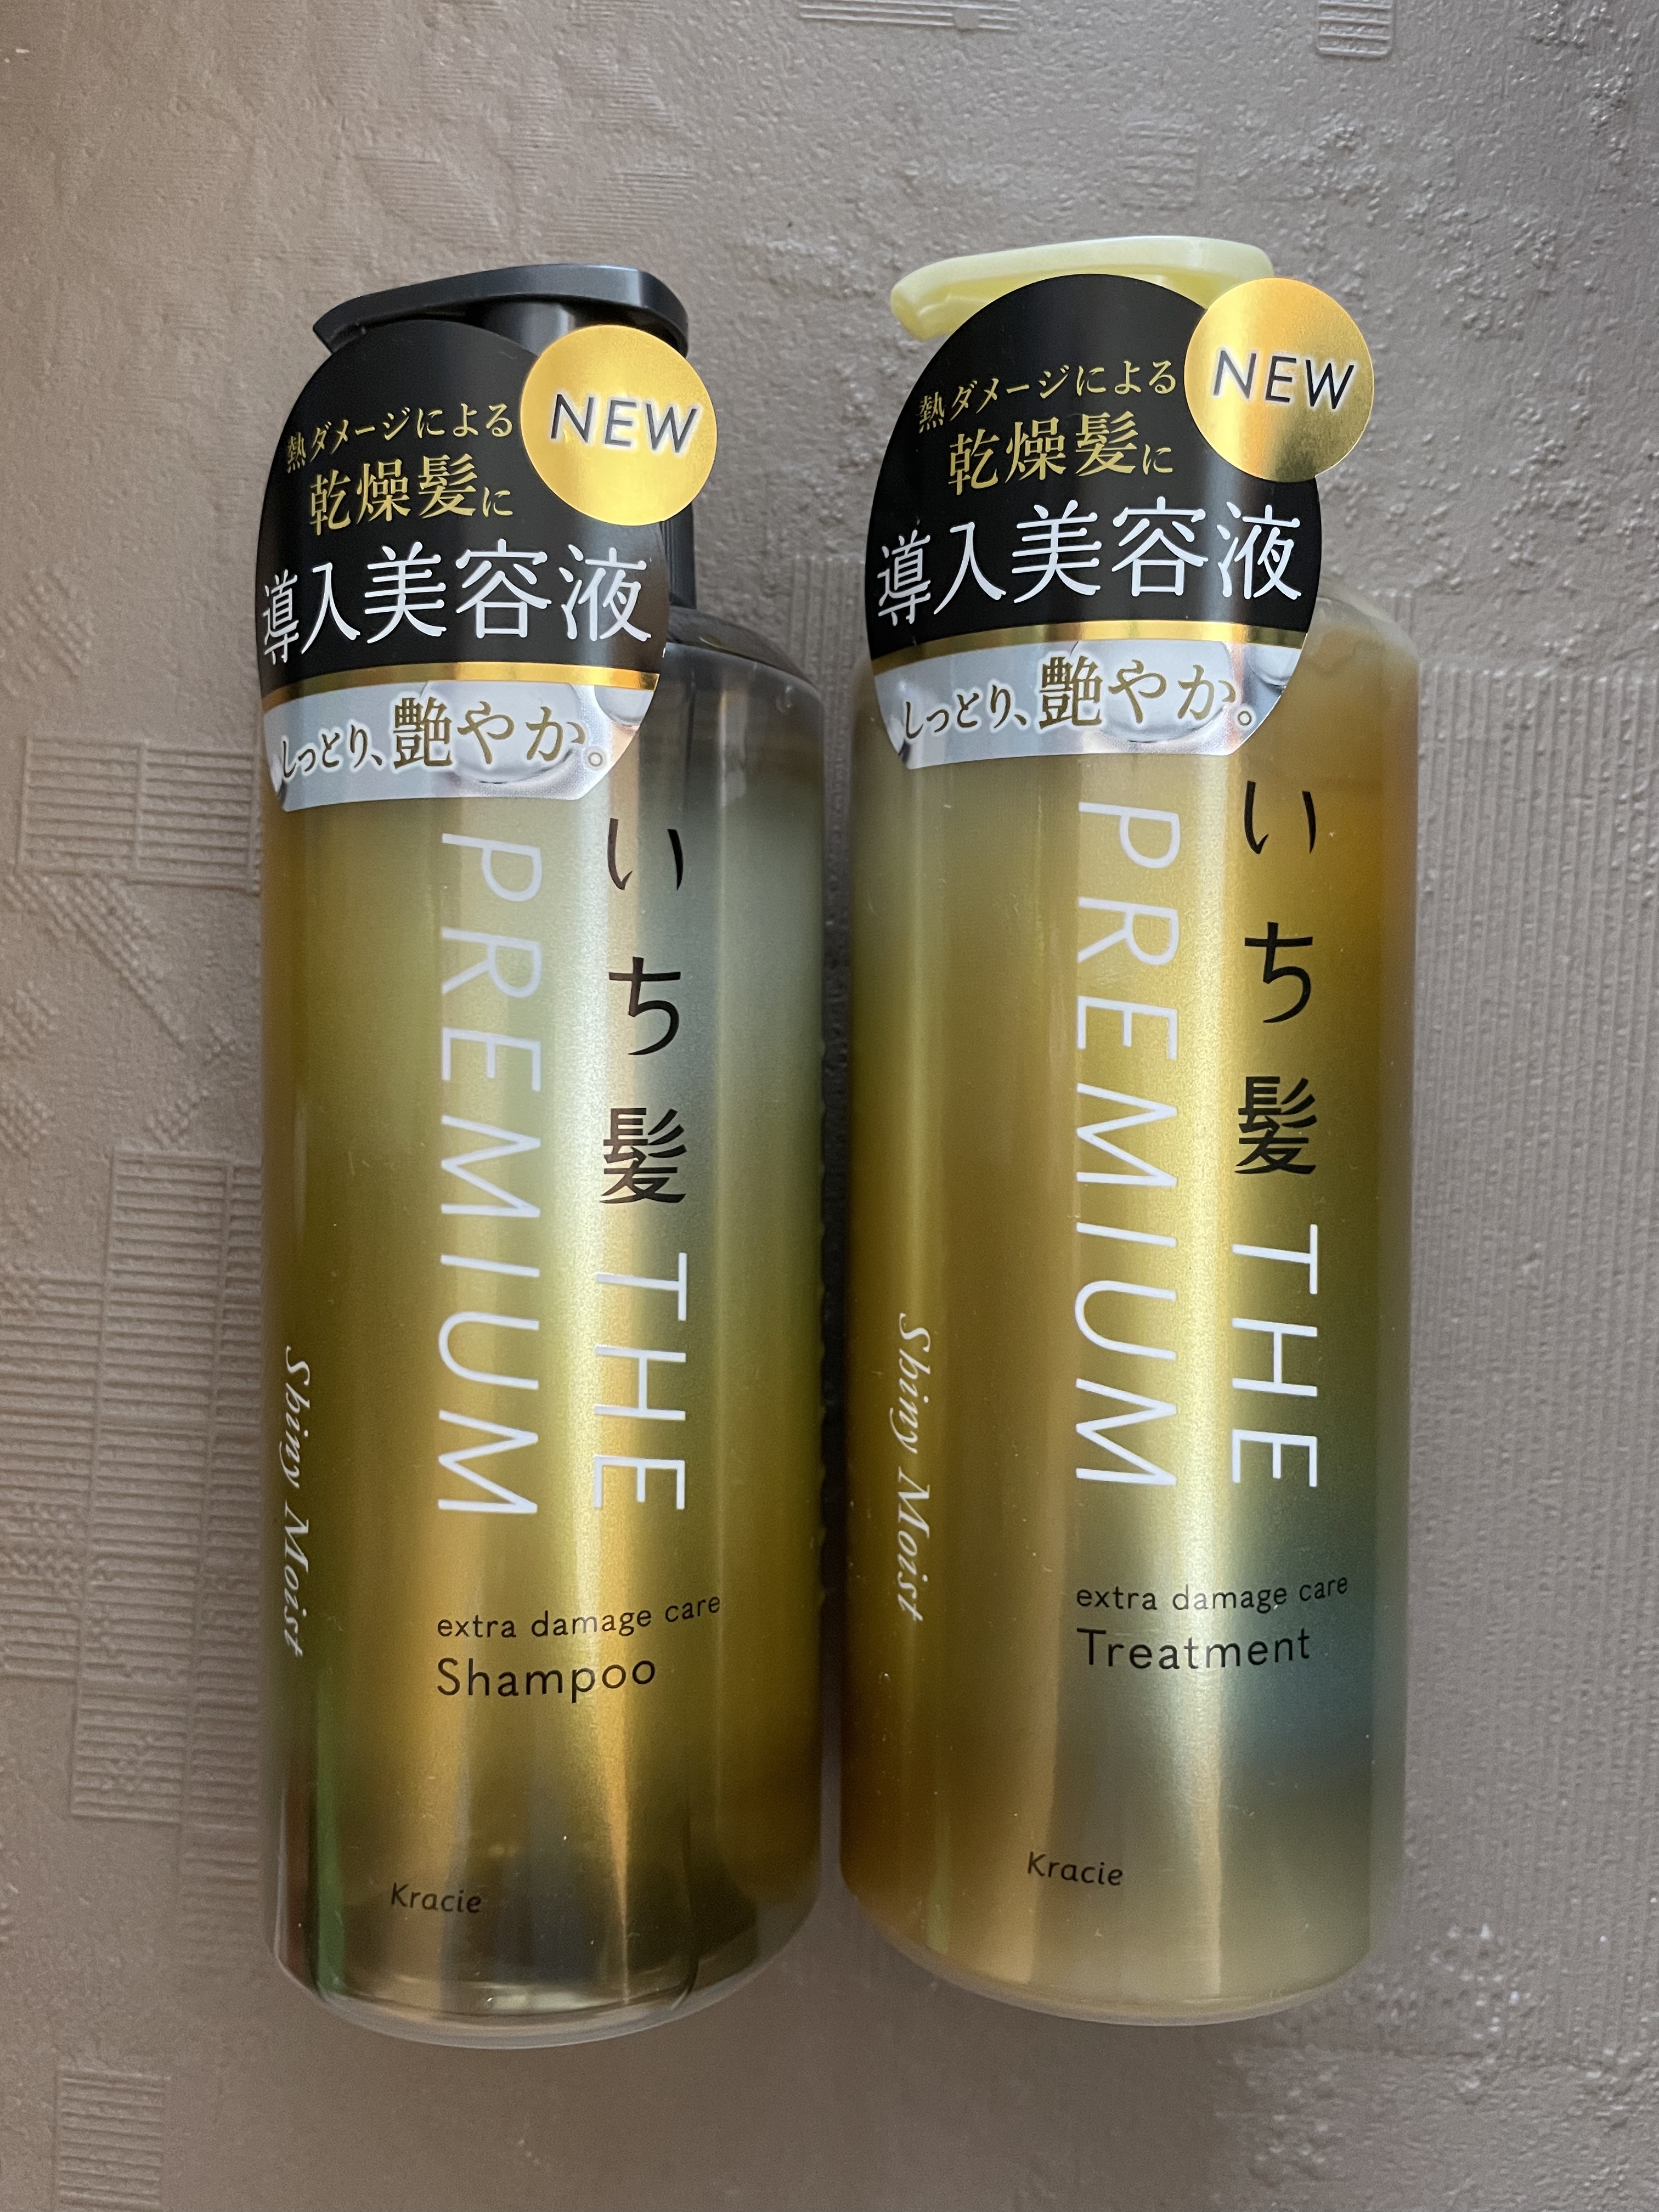 NEW
熱ダメージによる
乾燥髪に
導入美容液
しっとり、艶やか。
いち髪 THE
PREMIUM
Shiny Moist
extra damage care
Shampoo
Kracie
NEW
熱ダメージによる
乾燥髪に
導入美容液
しっとり、艶やか。
いち髪 THE
PREMIUM
Shiny Moist
extra damage care
Treatment
Kracie